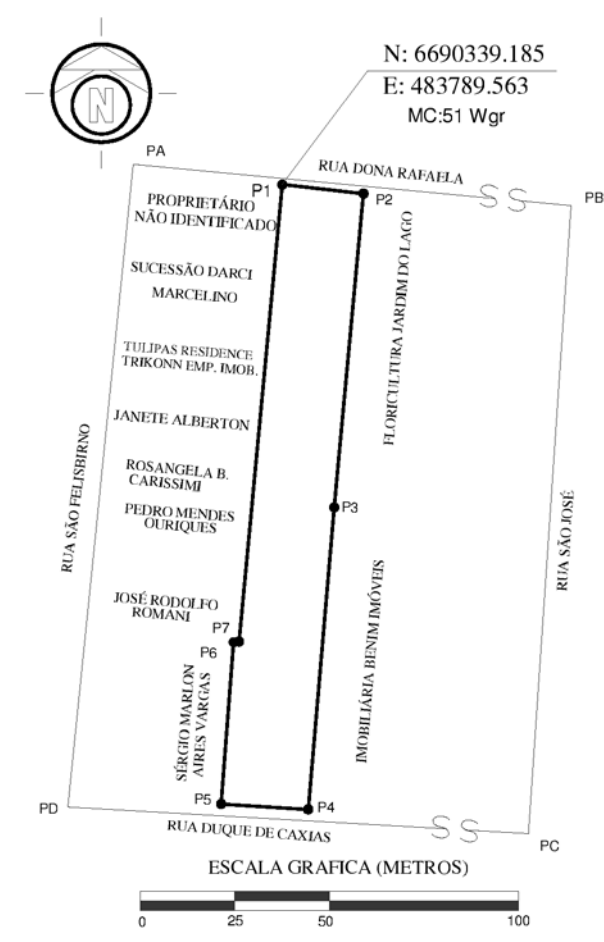 N: 6690339.185
E: 483789.563
MC:51 Wgr
N
PA
RUA DONA RAFAELA
P1
P2
PB
PROPRIETÁRIO
NÃO IDENTIFICADO
SUCESSÃO DARCI
MARCELINO
FLORICULTURA JARDIM DO LAGO
TULIPAS RESIDENCE
TRIKONN EMP. IMOB.
JANETE ALBERTON
RUA SÃO FELISBIRNO
ROSANGELA B.
CARISSIMI
PEDRO MENDES
OURIQUES
P3
RUA SÃO JOSÉ
JOSÉ RODOLFO
ROMANI
P7
P6
IMOBILIÁRIA BENIM IMÓVEIS
SÉRGIO MARLON
AIRES VARGAS
PD
P5
P4
RUA DUQUE DE CAXIAS
PC
ESCALA GRAFICA (METROS)
0 25 50 100